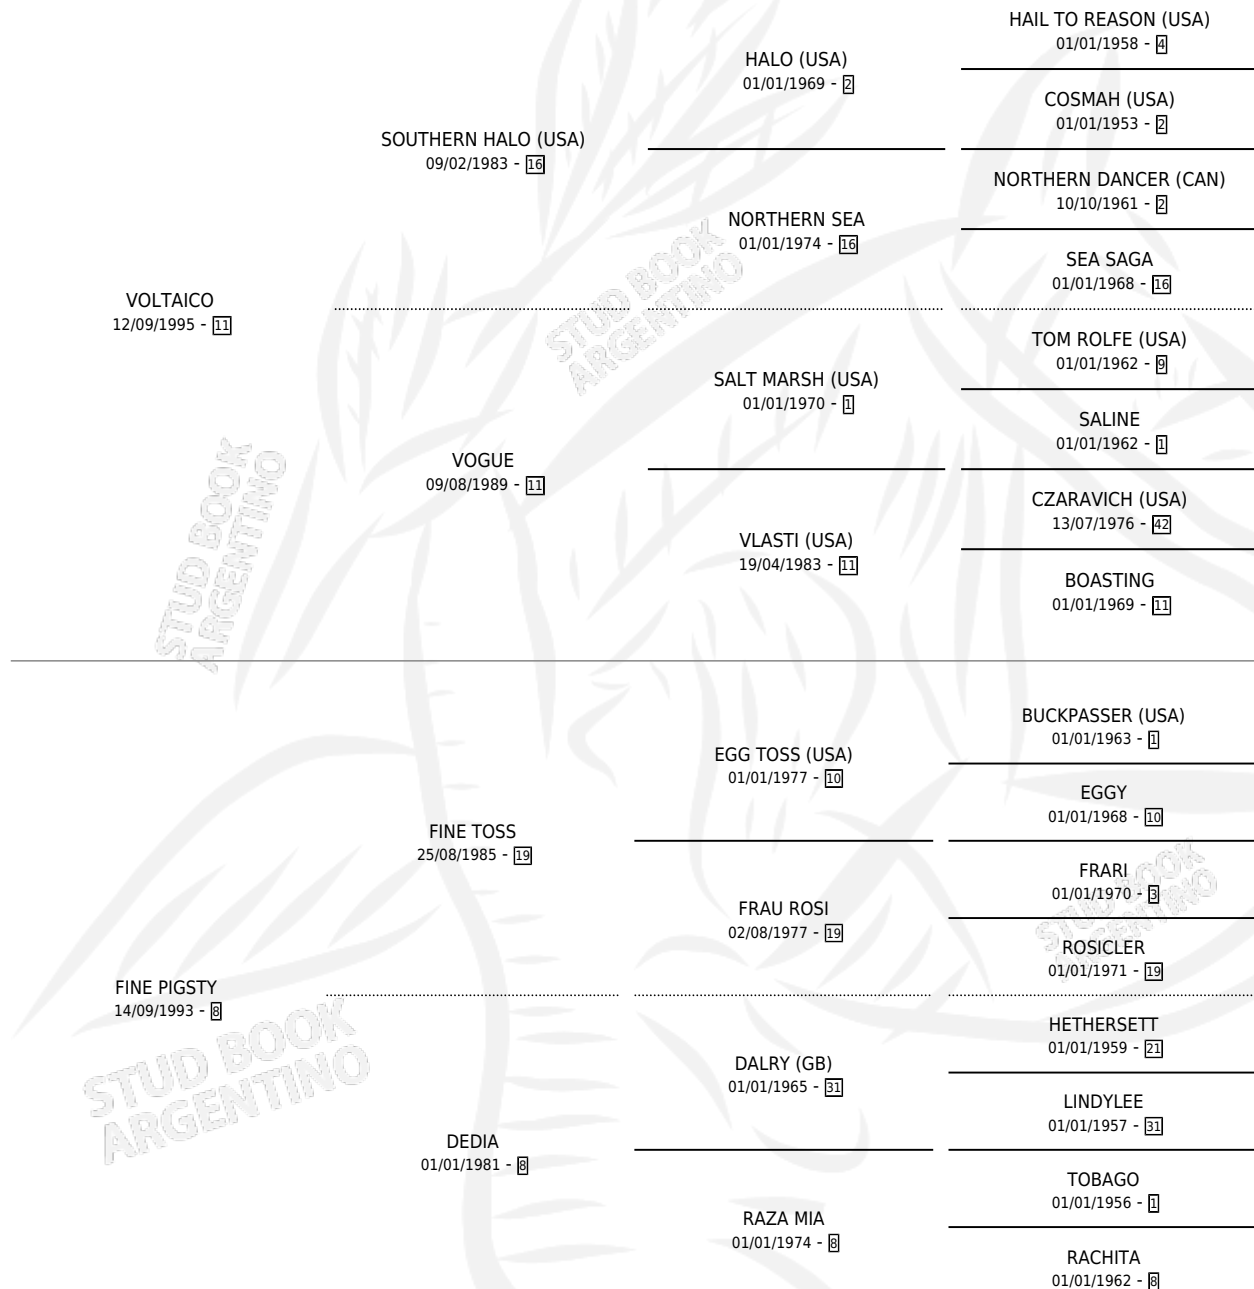 HAIL TO REASON (USA)
01/01/1958 - 4
HALO (USA)
01/01/1969 - 2
COSMAH (USA)
01/01/1953 - 2
SOUTHERN HALO (USA)
09/02/1983 - 16
NORTHERN DANCER (CAN)
10/10/1961 - 2
NORTHERN SEA
01/01/1974 - 16
SEA SAGA
01/01/1968 - 16
VOLTAICO
12/09/1995 - 11
STUD BOOK
ARGENTINO
TOM ROLFE (USA)
01/01/1962 - 9
SALT MARSH (USA)
01/01/1970 - 1
SALINE
01/01/1962 - 1
VOGUE
09/08/1989 - 11
CZARAVICH (USA)
13/07/1976 - 42
VLASTI (USA)
19/04/1983 - 11
BOASTING
01/01/1969 - 11
STUD BOOK
ARGENTINO
BUCKPASSER (USA)
01/01/1963 - 1
EGG TOSS (USA)
01/01/1977 - 10
EGGY
01/01/1968 - 10
FINE TOSS
25/08/1985 - 19
FRARI
01/01/1970 - 3
FRAU ROSI
02/08/1977 - 19
STUD BOOK
ARGENTINO
ROSICLER
01/01/1971 - 19
FINE PIGSTY
14/09/1993 - 8
STUD BOOK
ARGENTINO
HETHERSETT
01/01/1959 - 21
DALRY (GB)
01/01/1965 - 31
LINDYLEE
01/01/1957 - 31
DEDIA
01/01/1981 - 8
TOBAGO
01/01/1956 - 1
RAZA MIA
01/01/1974 - 8
RACHITA
01/01/1962 - 8